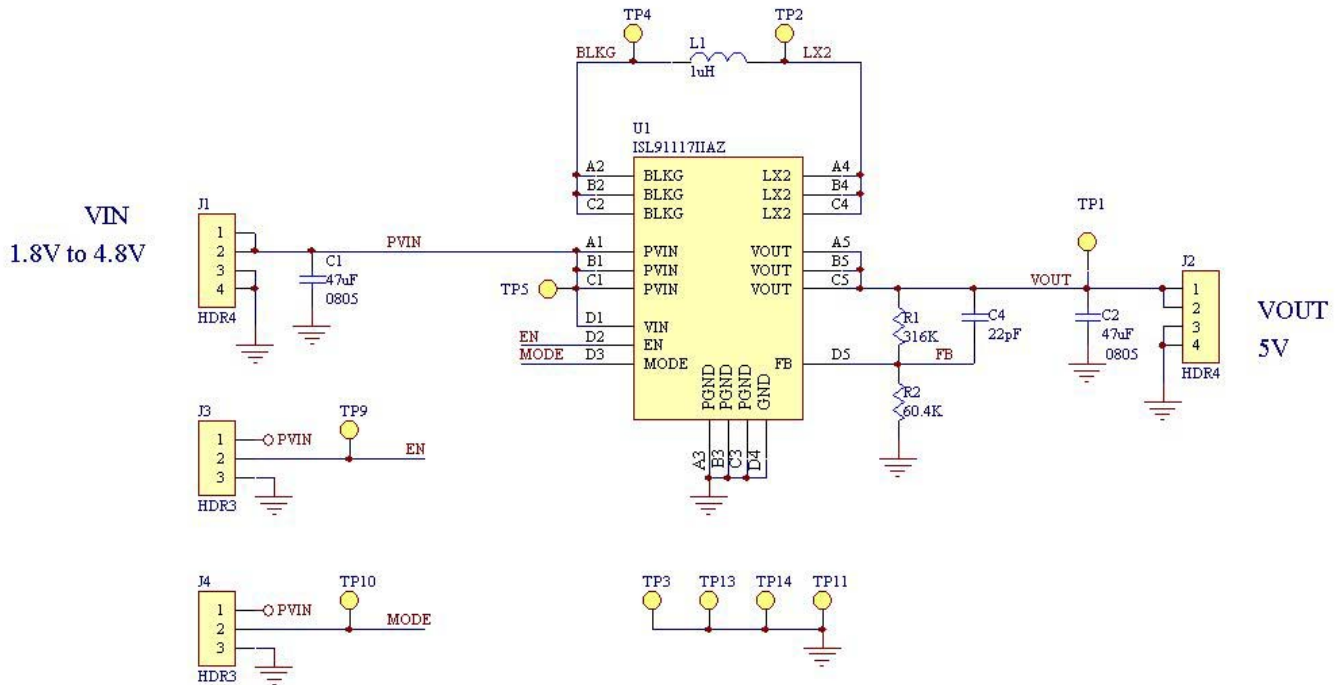 TP4
TP2
BLKG
L1
1uH
LX2
U1
ISL91117IIAZ
A2
B2
C2
BLKG
BLKG
BLKG
LX2
LX2
LX2
A4
B4
C4
VIN
1.8V to 4.8V
J1
1
2
3
4
HDR4
PVIN
C1
47uF
0805
TP5
A1
B1
C1
D1
D2
D3
EN
MODE
PVIN
PVIN
PVIN
VIN
EN
MODE
VOUT
VOUT
VOUT
FB
PGND
PGND
PGND
GND
A3
B3
C3
D4
A5
B5
C5
D5
R1
316K
C4
22pF
FB
R2
60.4K
VOUT
TP1
C2
47uF
0805
J2
1
2
3
4
HDR4
VOUT
5V
J3
1
2
3
HDR3
PVIN
TP9
EN
J4
1
2
3
HDR3
PVIN
TP10
MODE
TP3
TP13
TP14
TP11